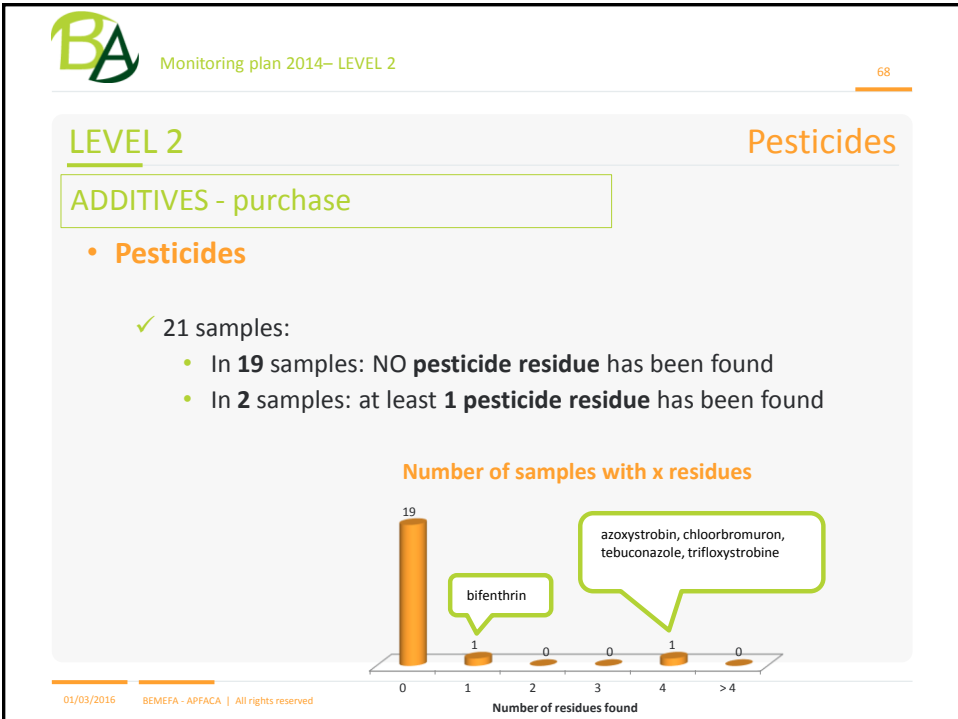 BA
Monitoring plan 2014– LEVEL 2
68
LEVEL 2
Pesticides
ADDITIVES - purchase
• Pesticides
✓ 21 samples:
• In 19 samples: NO pesticide residue has been found
• In 2 samples: at least 1 pesticide residue has been found
Number of samples with x residues
19
azoxystrobin, chloorbromuron,
tebuconazole, trifloxystrobine
bifenthrin
1 0 0 1 0
0 1 2 3 4 > 4
Number of residues found
01/03/2016 BEMEFA - APFACA | All rights reserved